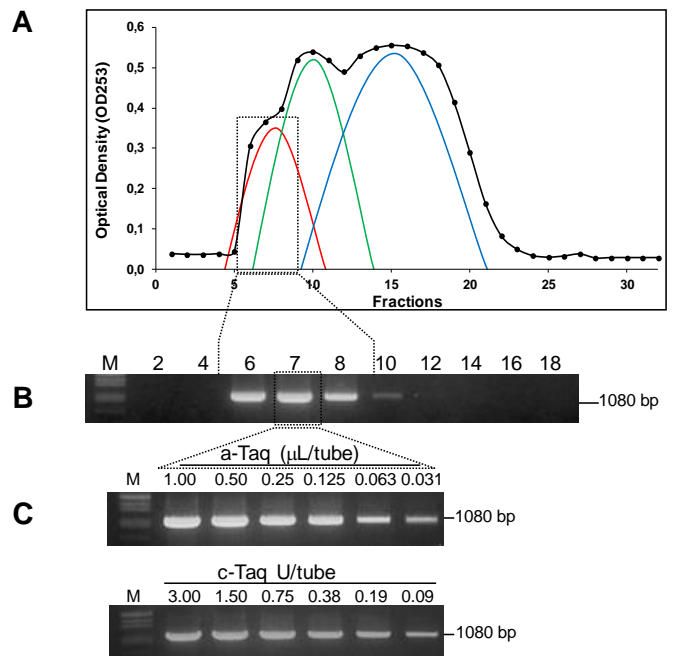 A
Optical Density (OD253)
0,6
0,5
0,4
0,3
0,2
0,1
0,0
0 5 10 15 20 25 30
Fractions
M 2 4 6 7 8 10 12 14 16 18
B
1080 bp
a-Taq (μL/tube)
M 1.00 0.50 0.25 0.125 0.063 0.031
C
1080 bp
c-Taq U/tube
M 3.00 1.50 0.75 0.38 0.19 0.09
1080 bp